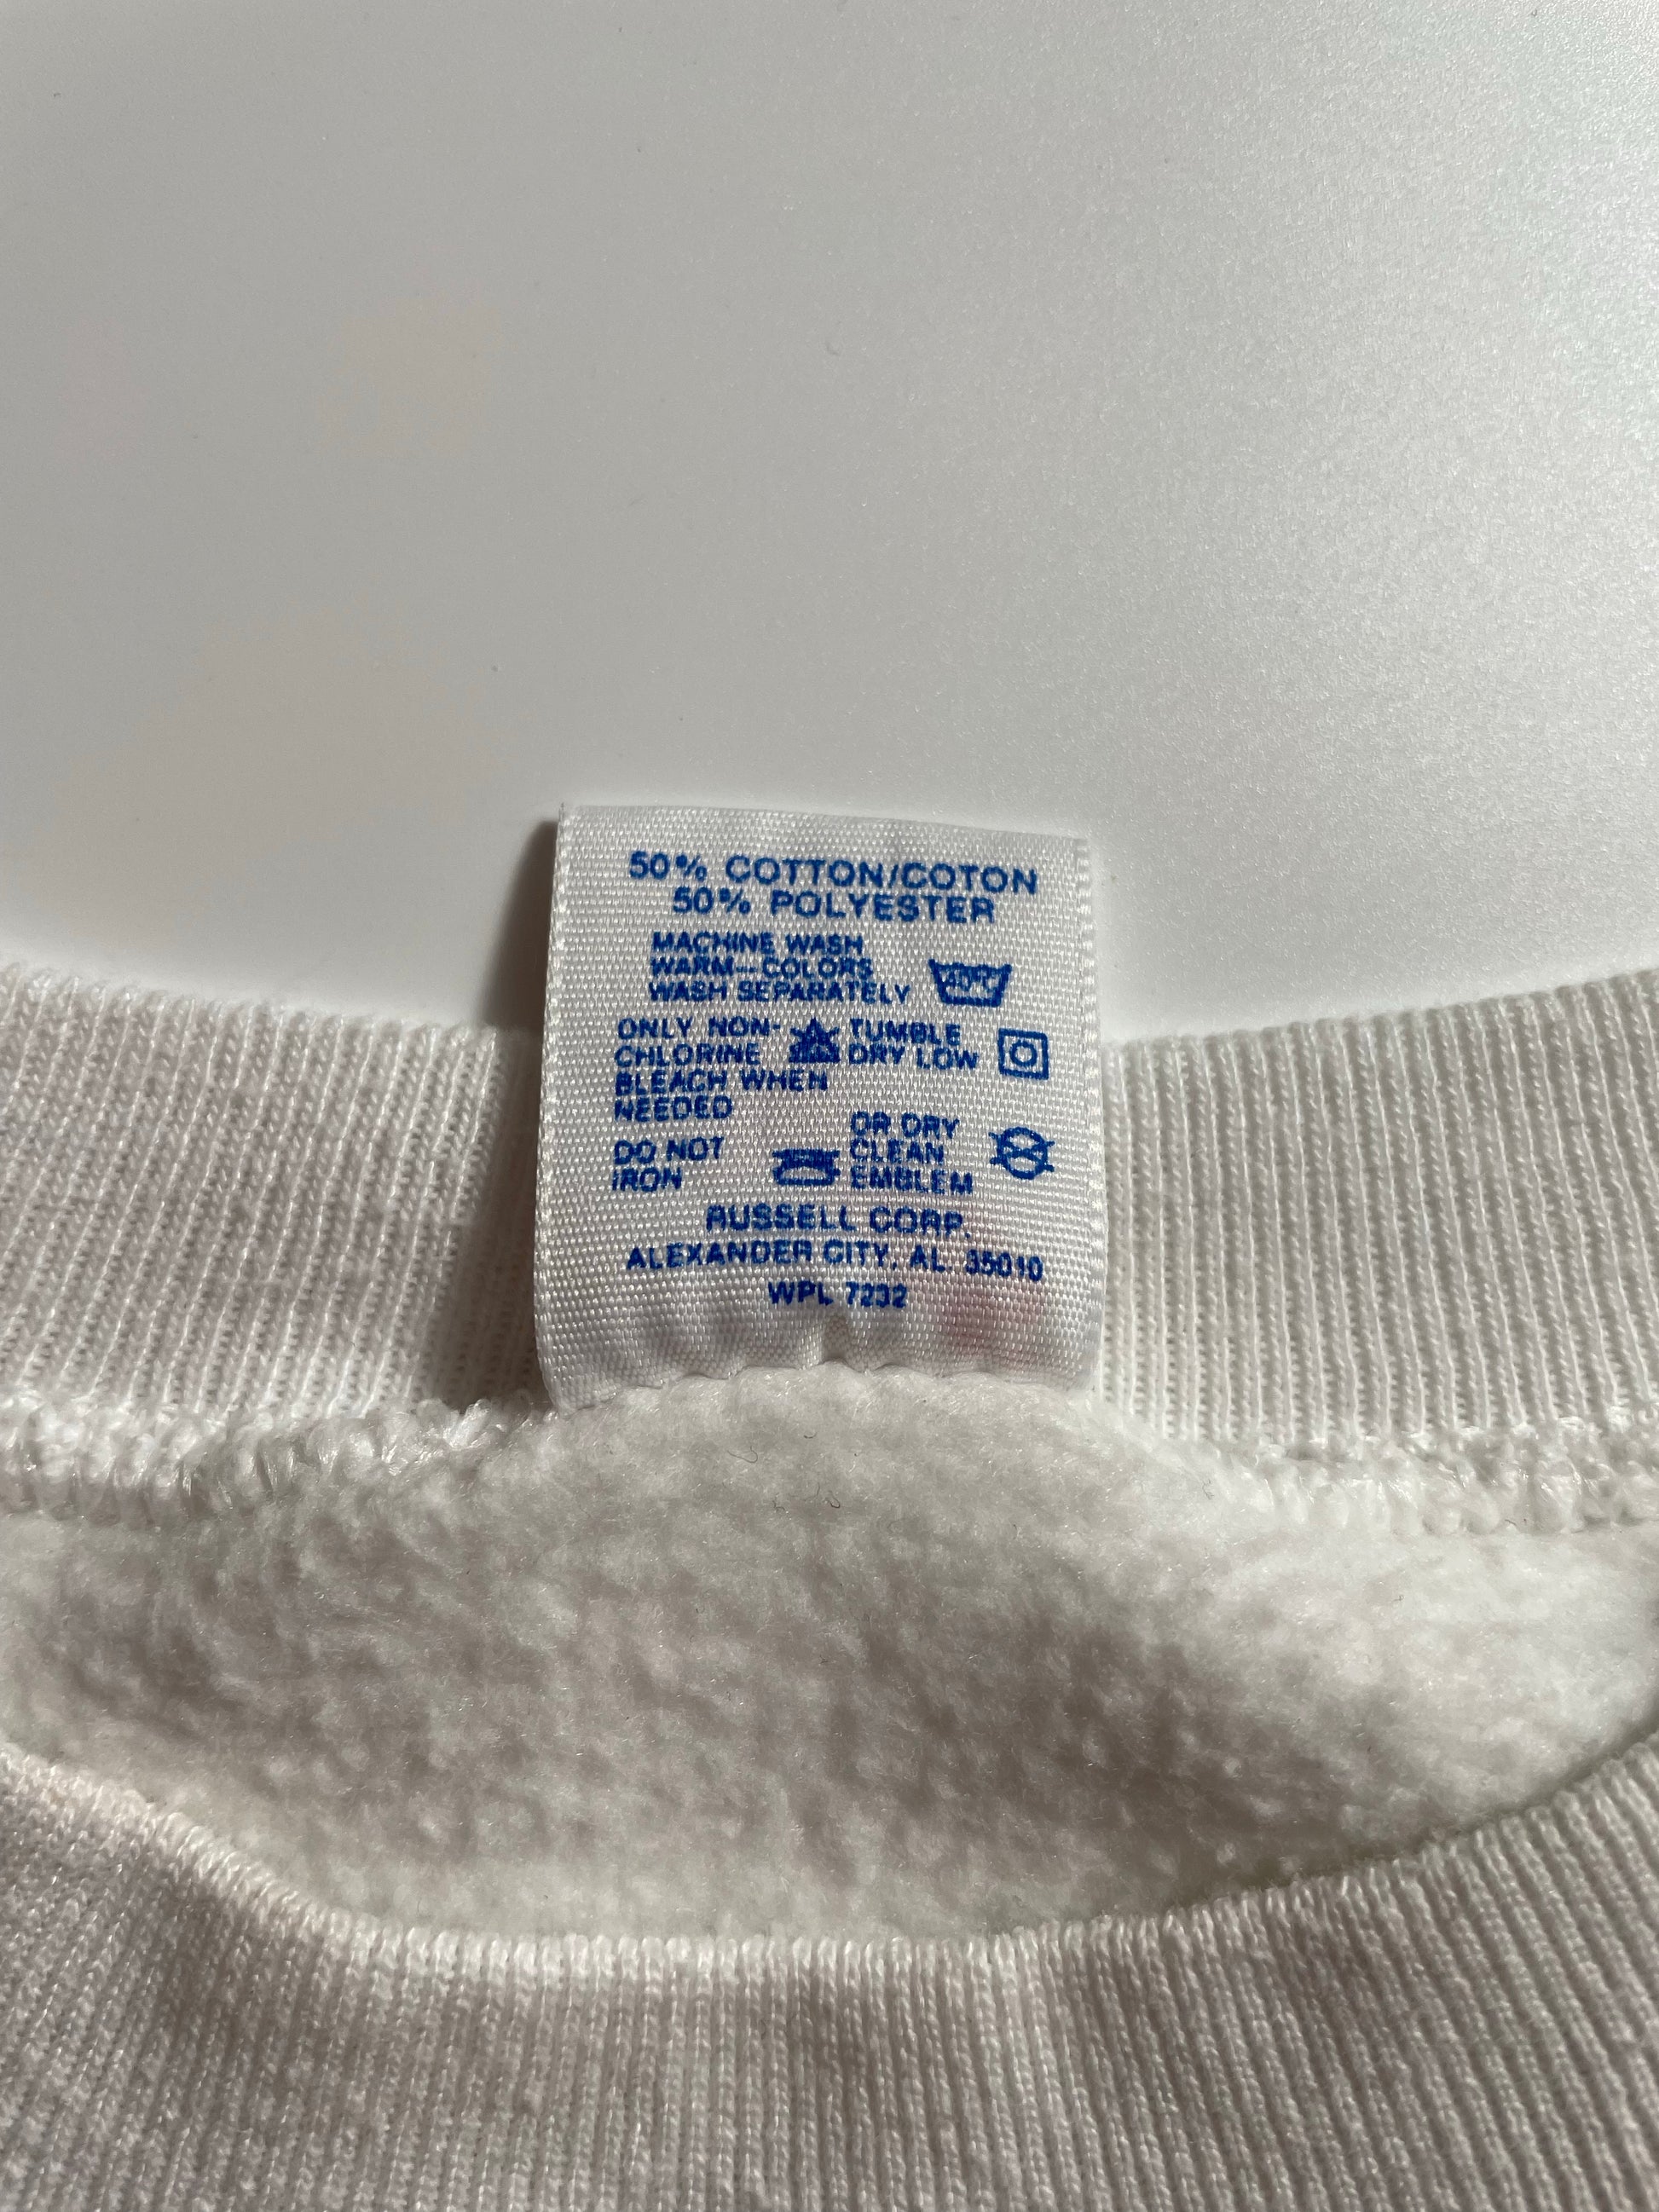 50% COTTON/COTON
50% POLYESTER
MACHINE WASH
WARM—COLORS
WASH SEPARATELY
ONLY NON-
CHLORINE
BLEACH WHEN
NEEDED
TUMBLE
DRY LOW
DO NOT
IRON
OR DRY
CLEAN
EMBLEM
RUSSELL CORP.
ALEXANDER CITY, AL 35010
WPL 7232